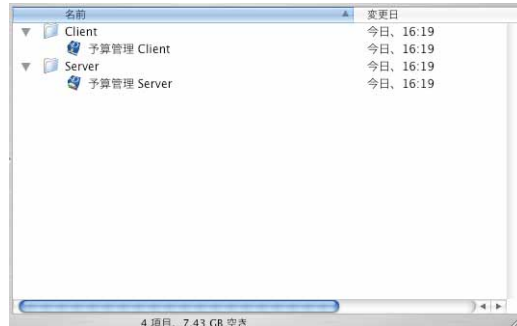 名前 変更日
Client 今日、16:19
予算管理 Client 今日、16:19
Server 今日、16:19
予算管理 Server 今日、16:19
4 項目、7.43 GB 空き